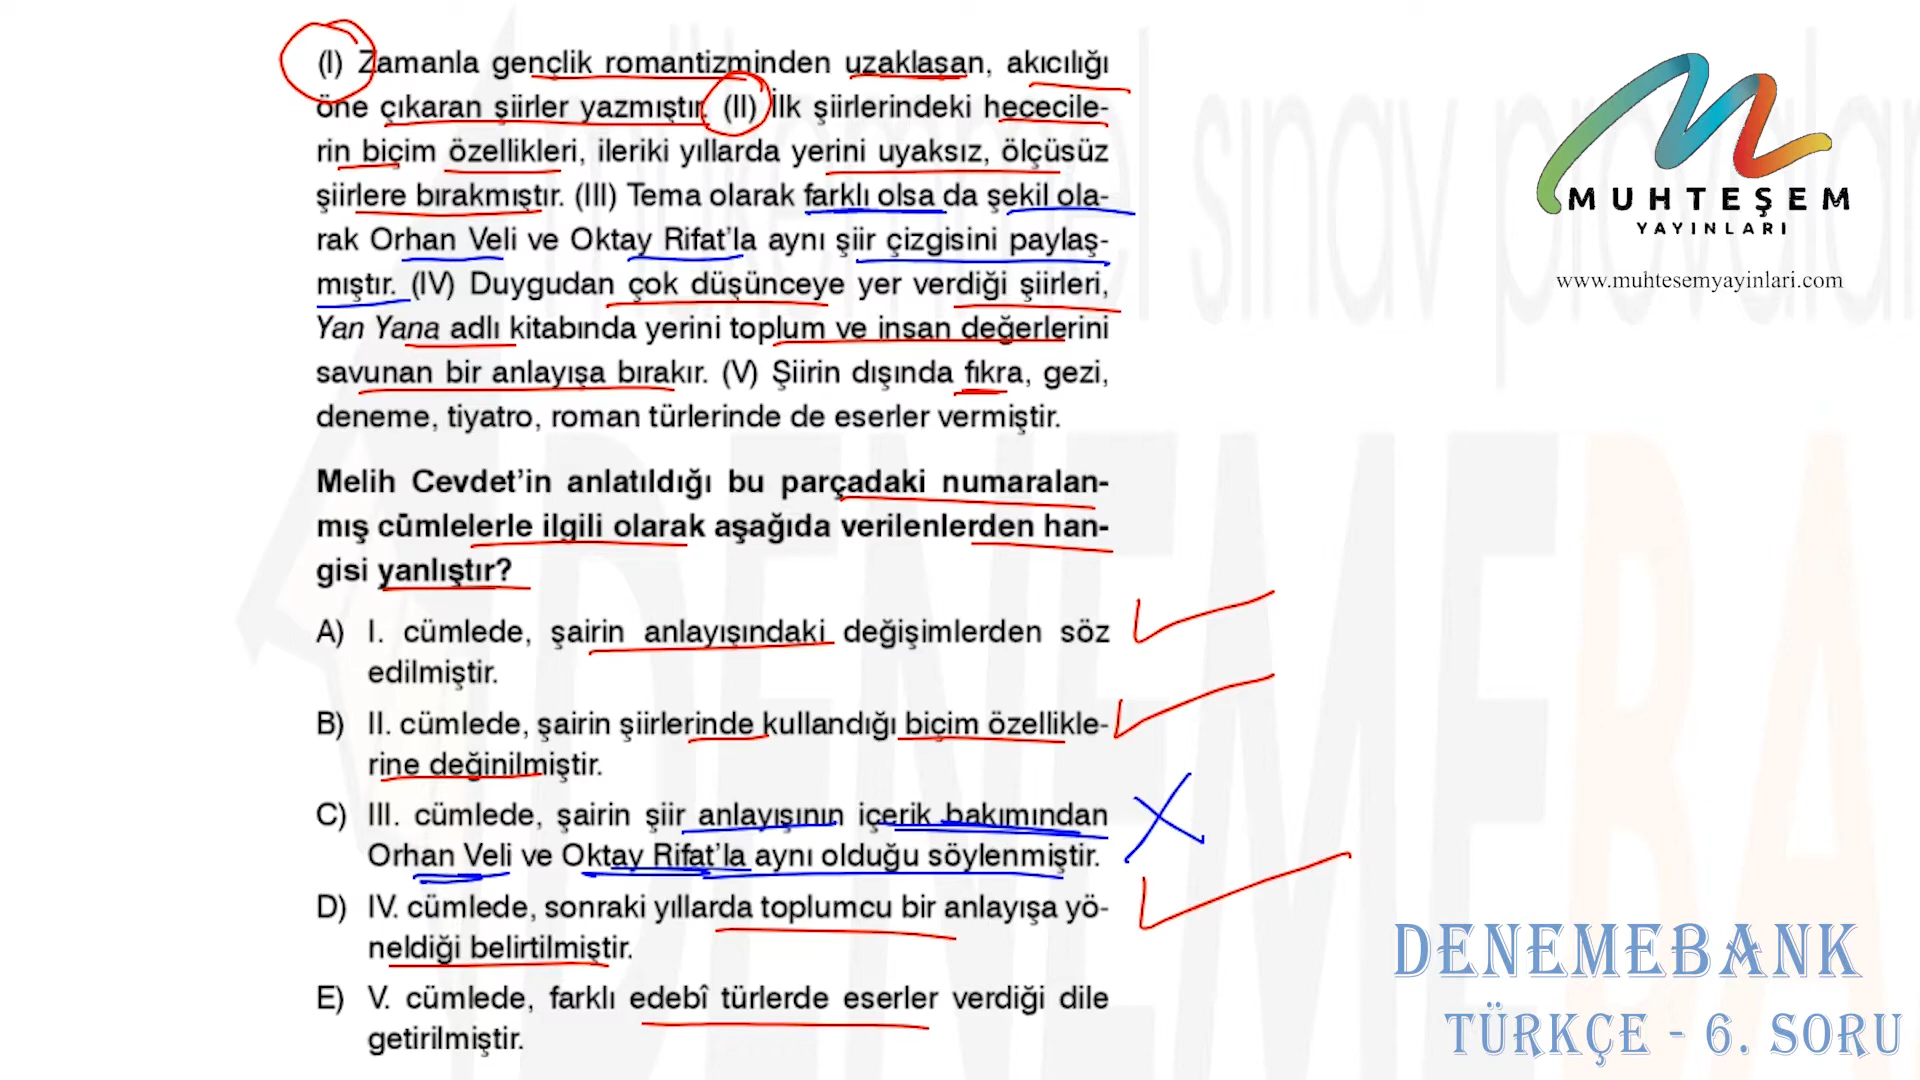 (I) Zamanla gençlik romantizminden uzaklaşan, akıcılığı
öne çıkaran şiirler yazmıştır. (II) İlk şiirlerindeki hececile-
rin biçim özellikleri, ileriki yıllarda yerini uyaksız, ölçüsüz
şiirlere bırakmıştır. (III) Tema olarak farklı olsa da şekil ola-
rak Orhan Veli ve Oktay Rifat'la aynı şiir çizgisini paylaş-
mıştır. (IV) Duygudan çok düşünceye yer verdiği şiirleri,
Yan Yana adlı kitabında yerini toplum ve insan değerlerini
savunan bir anlayışa bırakır. (V) Şiirin dışında fıkra, gezi,
deneme, tiyatro, roman türlerinde de eserler vermiştir.
Melih Cevdet'in anlatıldığı bu parçadaki numaralan-
mış cümlelerle ilgili olarak aşağıda verilenlerden han-
gisi yanlıştır?
A) I. cümlede, şairin anlayışındaki değişimlerden söz
edilmiştir.
B) II. cümlede, şairin şiirlerinde kullandığı biçim özellikle-
rine değinilmiştir.
C) III. cümlede, şairin şiir anlayışının içerik bakımından
Orhan Veli ve Oktay Rifat'la aynı olduğu söylenmiştir.
D) IV. cümlede, sonraki yıllarda toplumcu bir anlayışa yö-
neldiği belirtilmiştir.
E) V. cümlede, farklı edebî türlerde eserler verdiği dile
getirilmiştir.
MUHTEŞEM
YAYINLARI
www.muhtesemyayinlari.com
DENEMEBANK
TÜRKÇE - 6. SORU